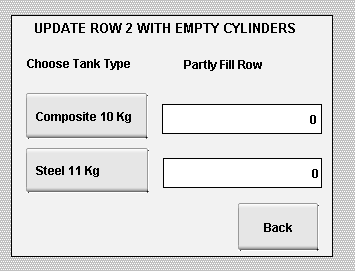 UPDATE ROW 2 WITH EMPTY CYLINDERS
Choose Tank Type Partly Fill Row
Composite 10 Kg 0
Steel 11 Kg 0
Back